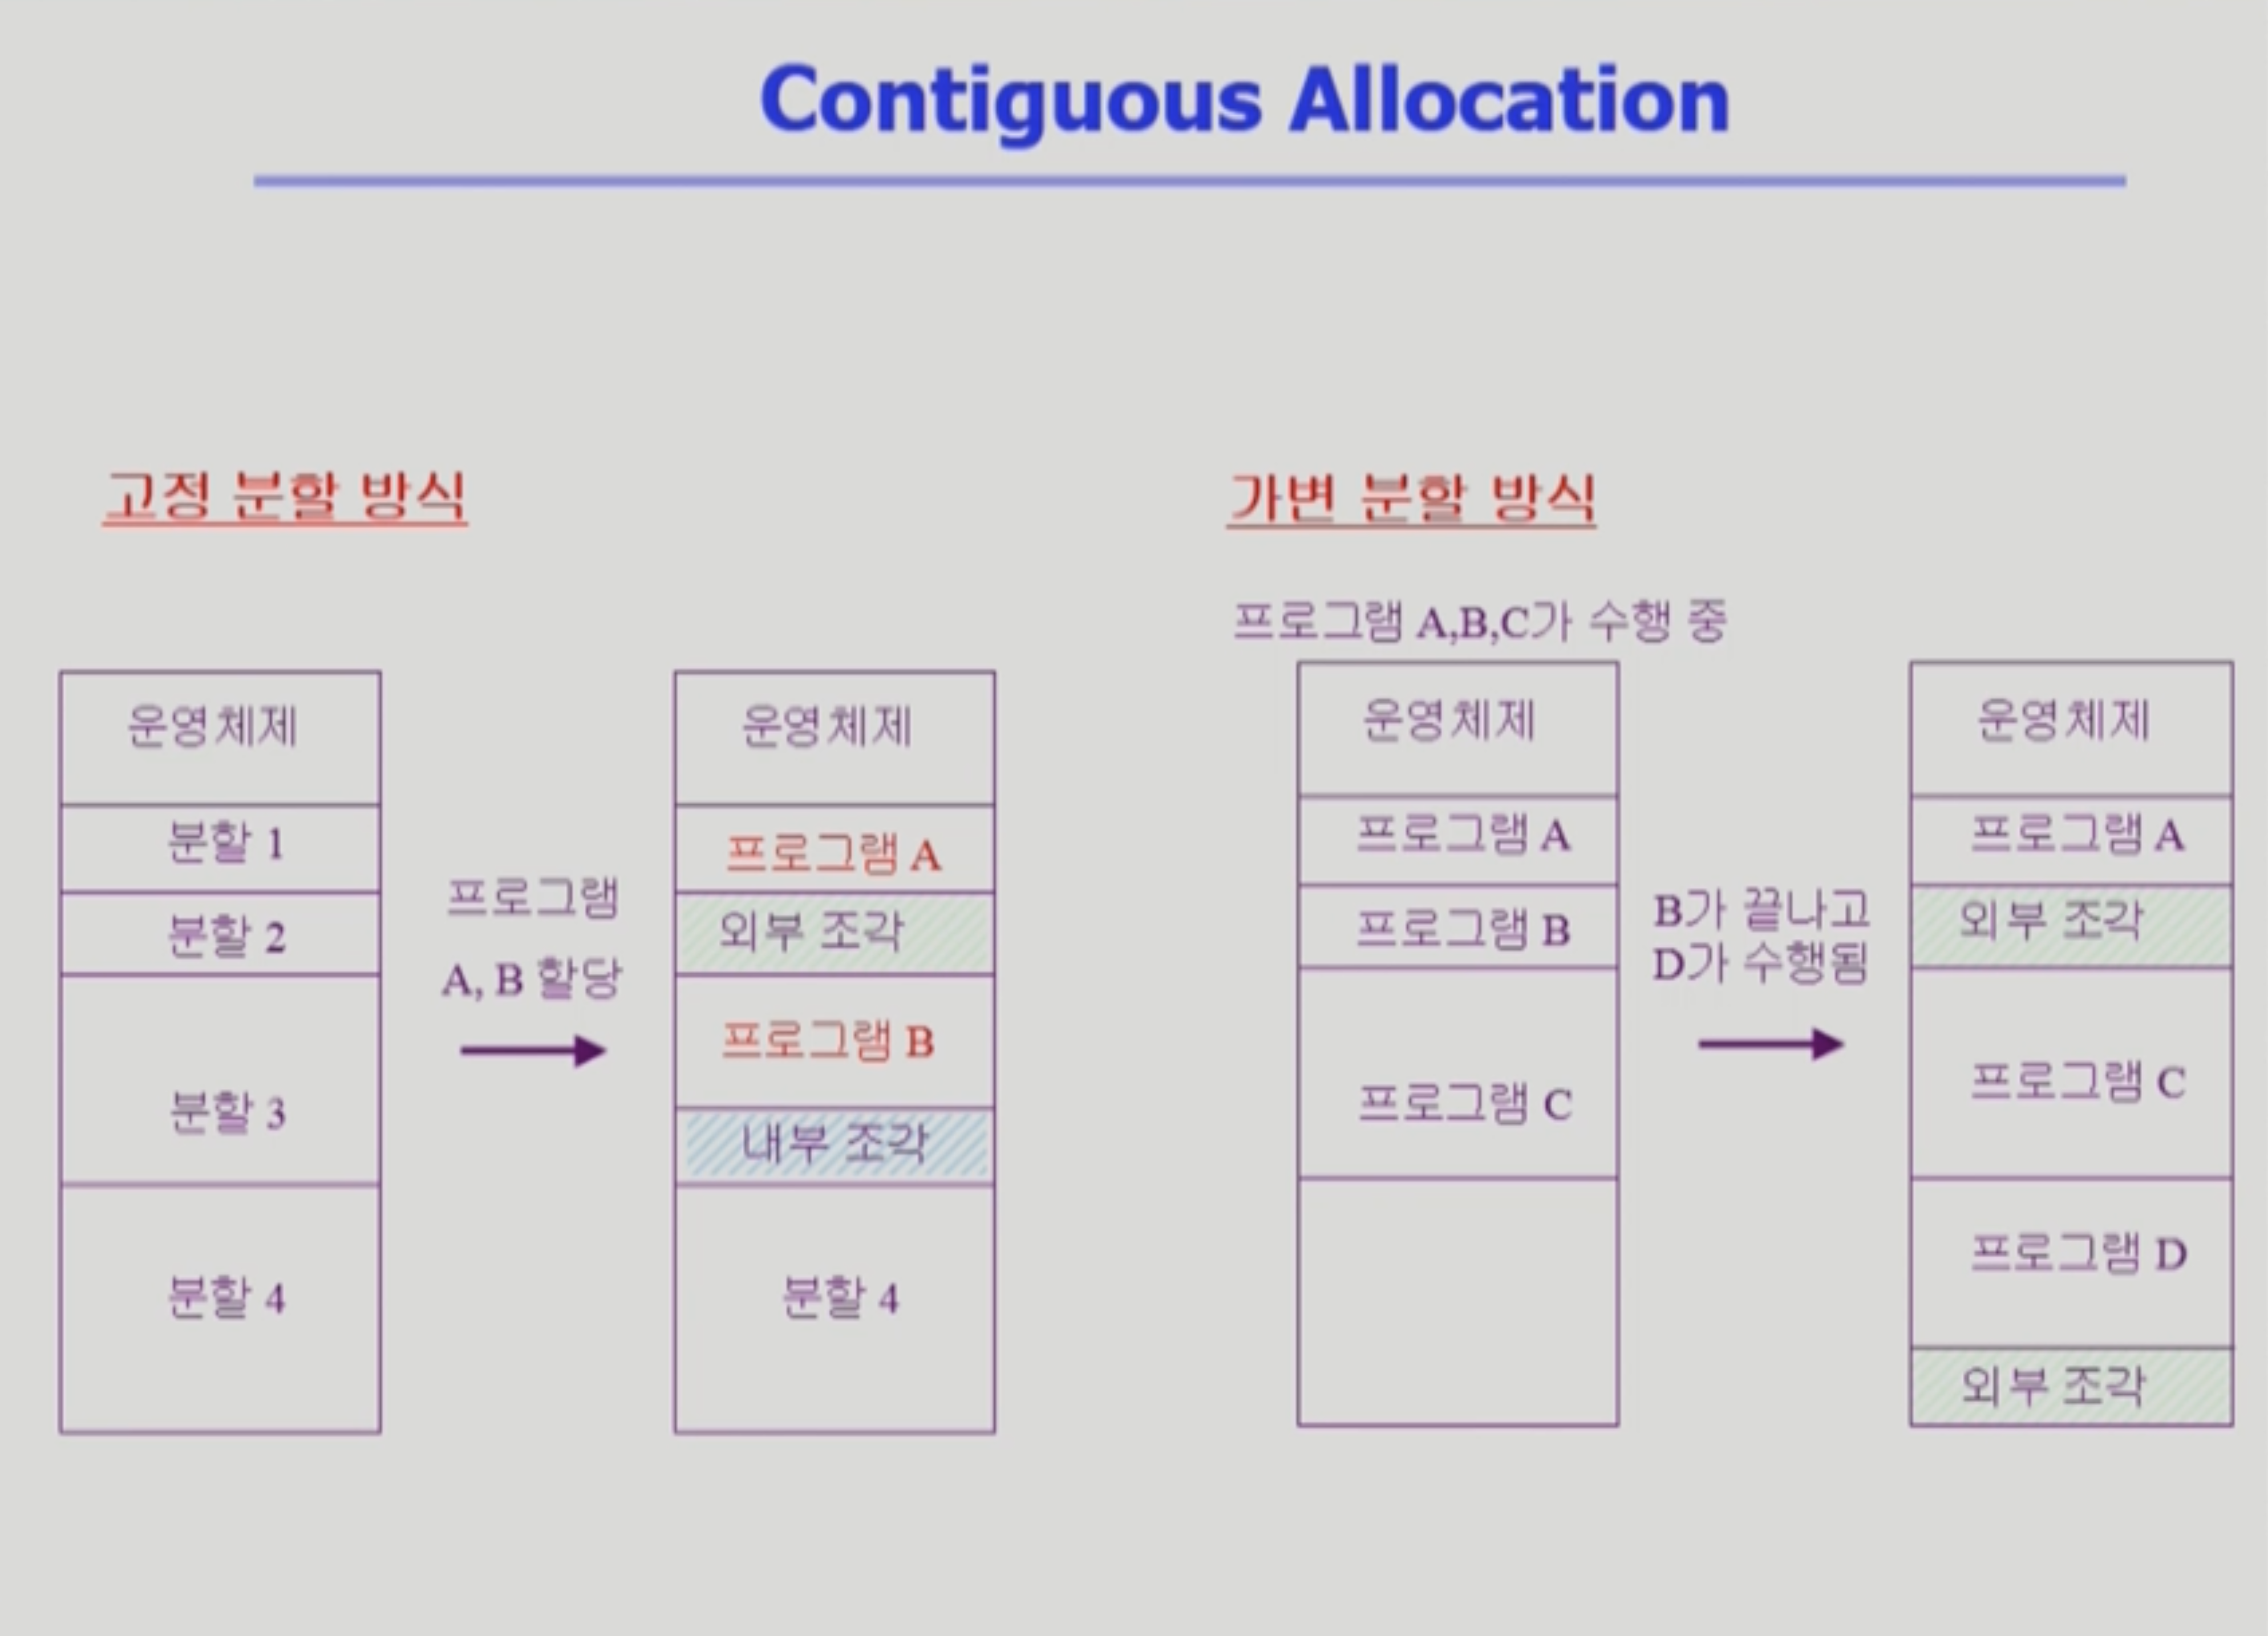 Contiguous Allocation
고정 분할 방식
운영체제
분할 1
분할 2
분할 3
분할 4
프로그램
A, B 할당
운영체제
프로그램 A
외부 조각
프로그램 B
내부 조각
분할 4
가변 분할 방식
프로그램 A,B,C가 수행 중
운영체제
프로그램 A
프로그램 B
프로그램 C
B가 끝나고
D가 수행됨
운영체제
프로그램 A
외부 조각
프로그램 C
프로그램 D
외부 조각